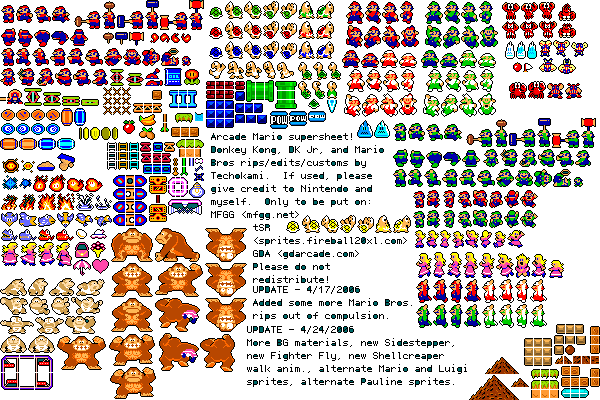 POW POW POW
Arcade Mario supersheet!
Donkey Kong, DK Jr, and Mario
Bros rips/edits/customs by
Techokami. If used, please
give credit to Nintendo and
myself. Only to be put on:
MFGG <mfgg.net>
tSR
<sprites.fireball20xl.com>
GDA <gdarcade.com>
Please do not
redistribute!
UPDATE - 4/17/2006
Added some more Mario Bros.
rips out of compulsion.
UPDATE - 4/24/2006
More BG materials, new Sidestepper,
new Fighter Fly, new Shellcreaper
walk anim., alternate Mario and Luigi
sprites, alternate Pauline sprites.